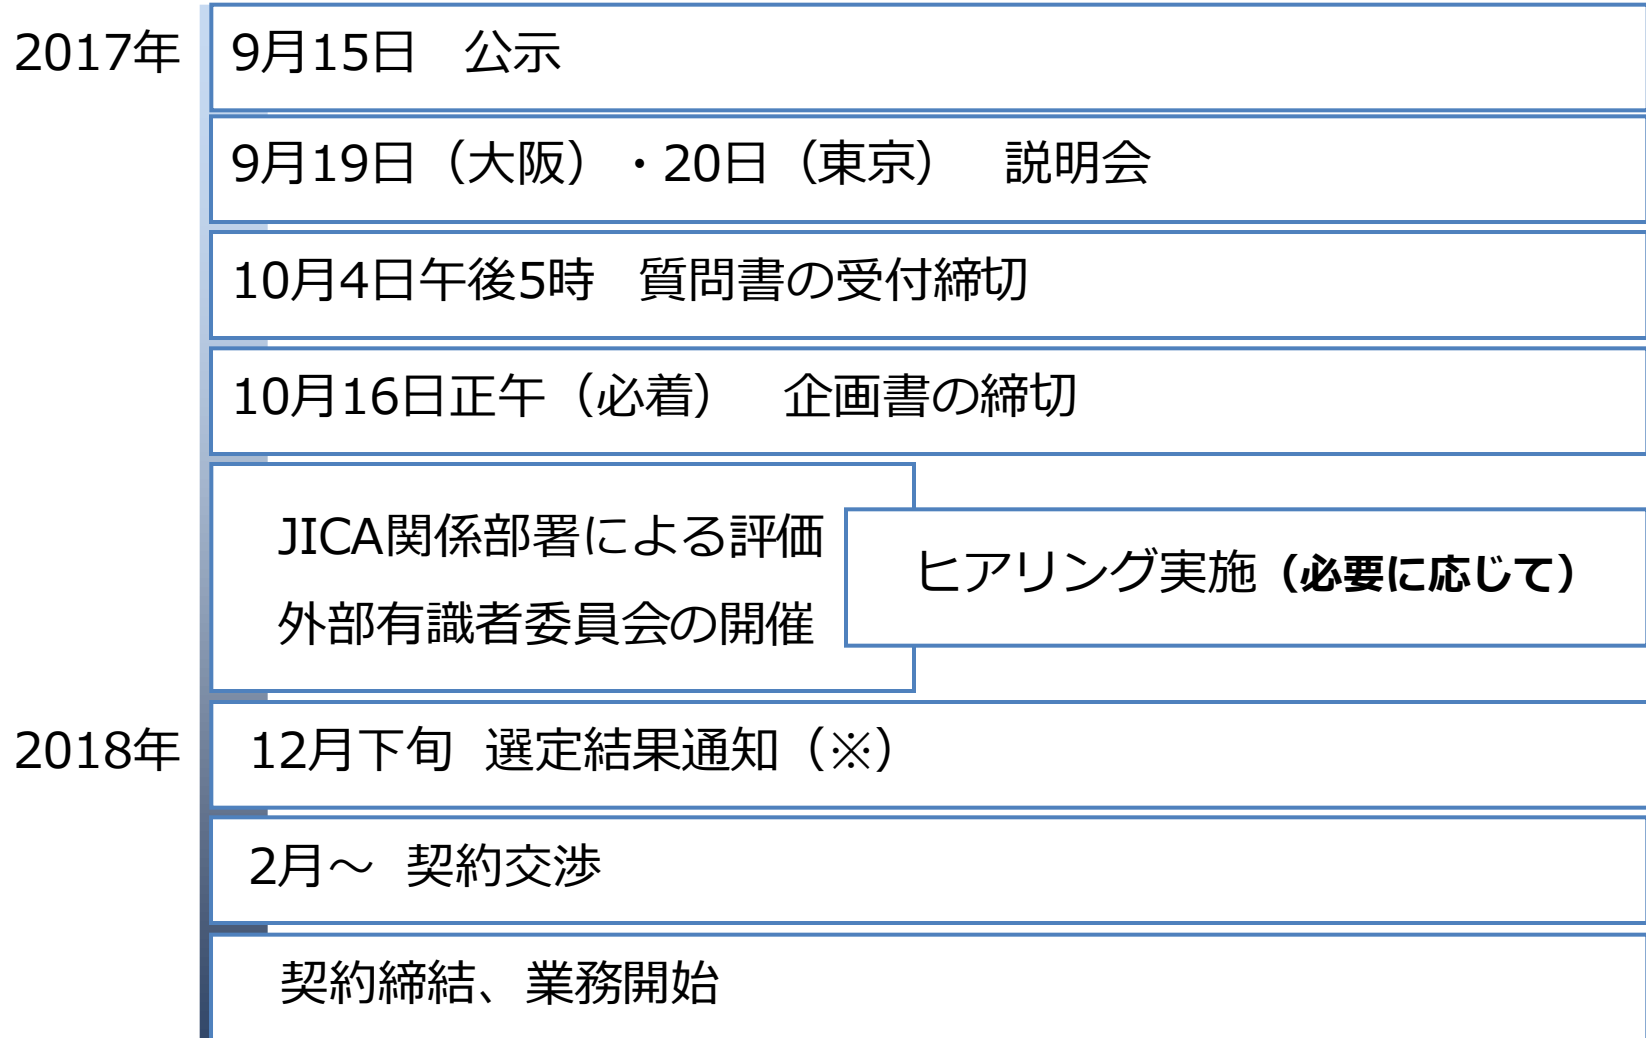 2017年 9月15日　公示
9月19日（大阪）・20日（東京）　説明会
10月4日午後5時　質問書の受付締切
10月16日正午（必着）　企画書の締切
JICA関係部署による評価
外部有識者委員会の開催
ヒアリング実施（必要に応じて）
2018年 12月下旬 選定結果通知（※）
2月～ 契約交渉
契約締結、業務開始